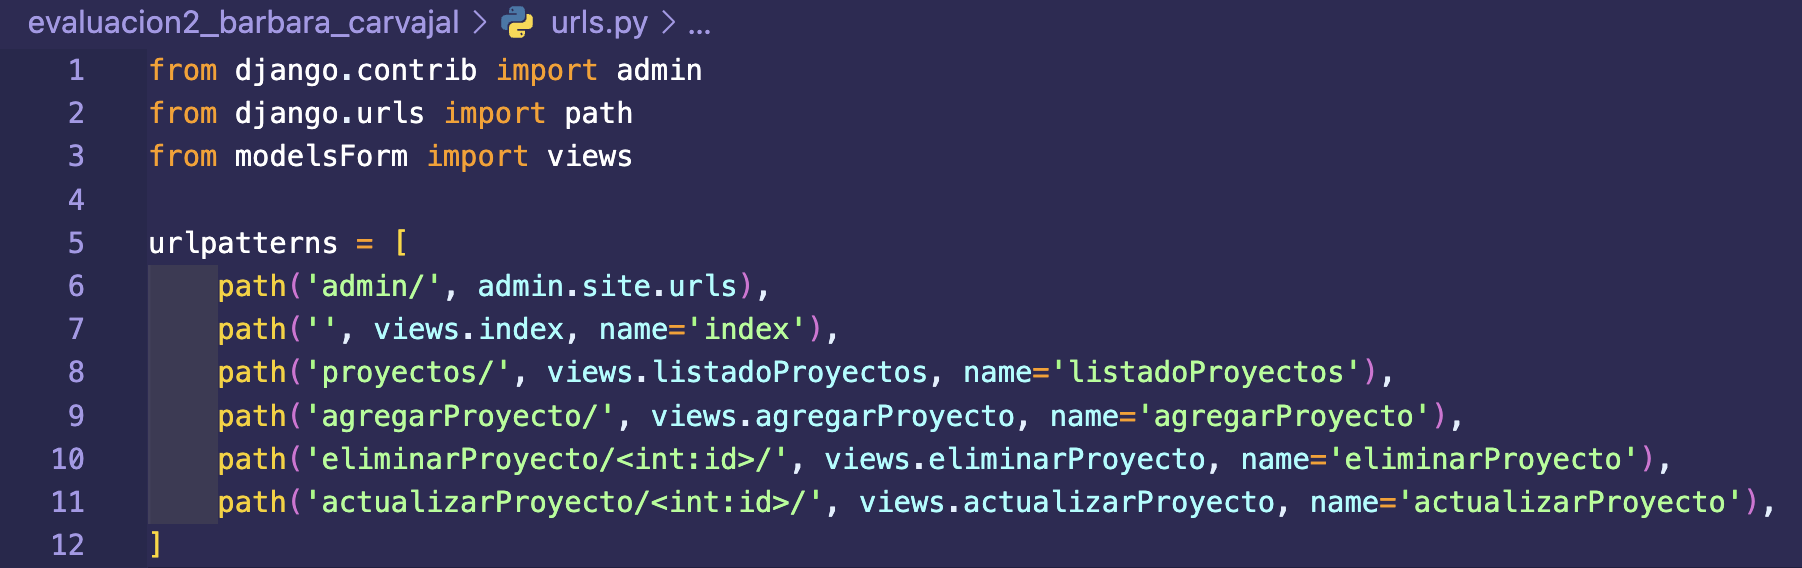 evaluacion2_barbara_carvajal > urls.py > ...
1 from django.contrib import admin
2 from django.urls import path
3 from modelsForm import views
4
5 urlpatterns = [
6     path('admin/', admin.site.urls),
7     path('', views.index, name='index'),
8     path('proyectos/', views.listadoProyectos, name='listadoProyectos'),
9     path('agregarProyecto/', views.agregarProyecto, name='agregarProyecto'),
10     path('eliminarProyecto/<int:id>/', views.eliminarProyecto, name='eliminarProyecto'),
11     path('actualizarProyecto/<int:id>/', views.actualizarProyecto, name='actualizarProyecto'),
12 ]